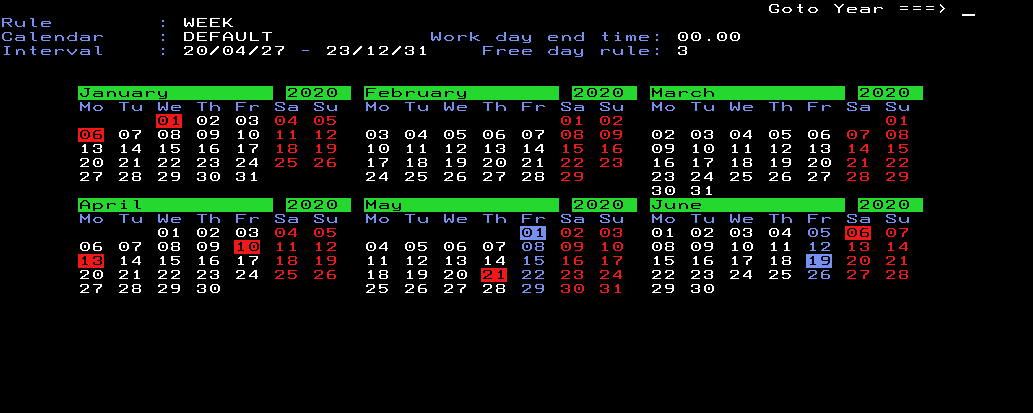 Goto Year ===> _
Rule : WEEK
Calendar : DEFAULT Work day end time: 00.00
Interval : 20/04/27 - 23/12/31 Free day rule: 3
January 2020 February 2020 March 2020
Mo Tu We Th Fr Sa Su Mo Tu We Th Fr Sa Su Mo Tu We Th Fr Sa Su
01 02 03 04 05 01 02 01
06 07 08 09 10 11 12 03 04 05 06 07 08 09 02 03 04 05 06 07 08
13 14 15 16 17 18 19 10 11 12 13 14 15 16 09 10 11 12 13 14 15
20 21 22 23 24 25 26 17 18 19 20 21 22 23 16 17 18 19 20 21 22
27 28 29 30 31 24 25 26 27 28 29 23 24 25 26 27 28 29
30 31
April 2020 May 2020 June 2020
Mo Tu We Th Fr Sa Su Mo Tu We Th Fr Sa Su Mo Tu We Th Fr Sa Su
01 02 03 04 05 01 02 03 01 02 03 04 05 06 07
06 07 08 09 10 11 12 04 05 06 07 08 09 10 08 09 10 11 12 13 14
13 14 15 16 17 18 19 11 12 13 14 15 16 17 15 16 17 18 19 20 21
20 21 22 23 24 25 26 18 19 20 21 22 23 24 22 23 24 25 26 27 28
27 28 29 30 25 26 27 28 29 30 31 29 30